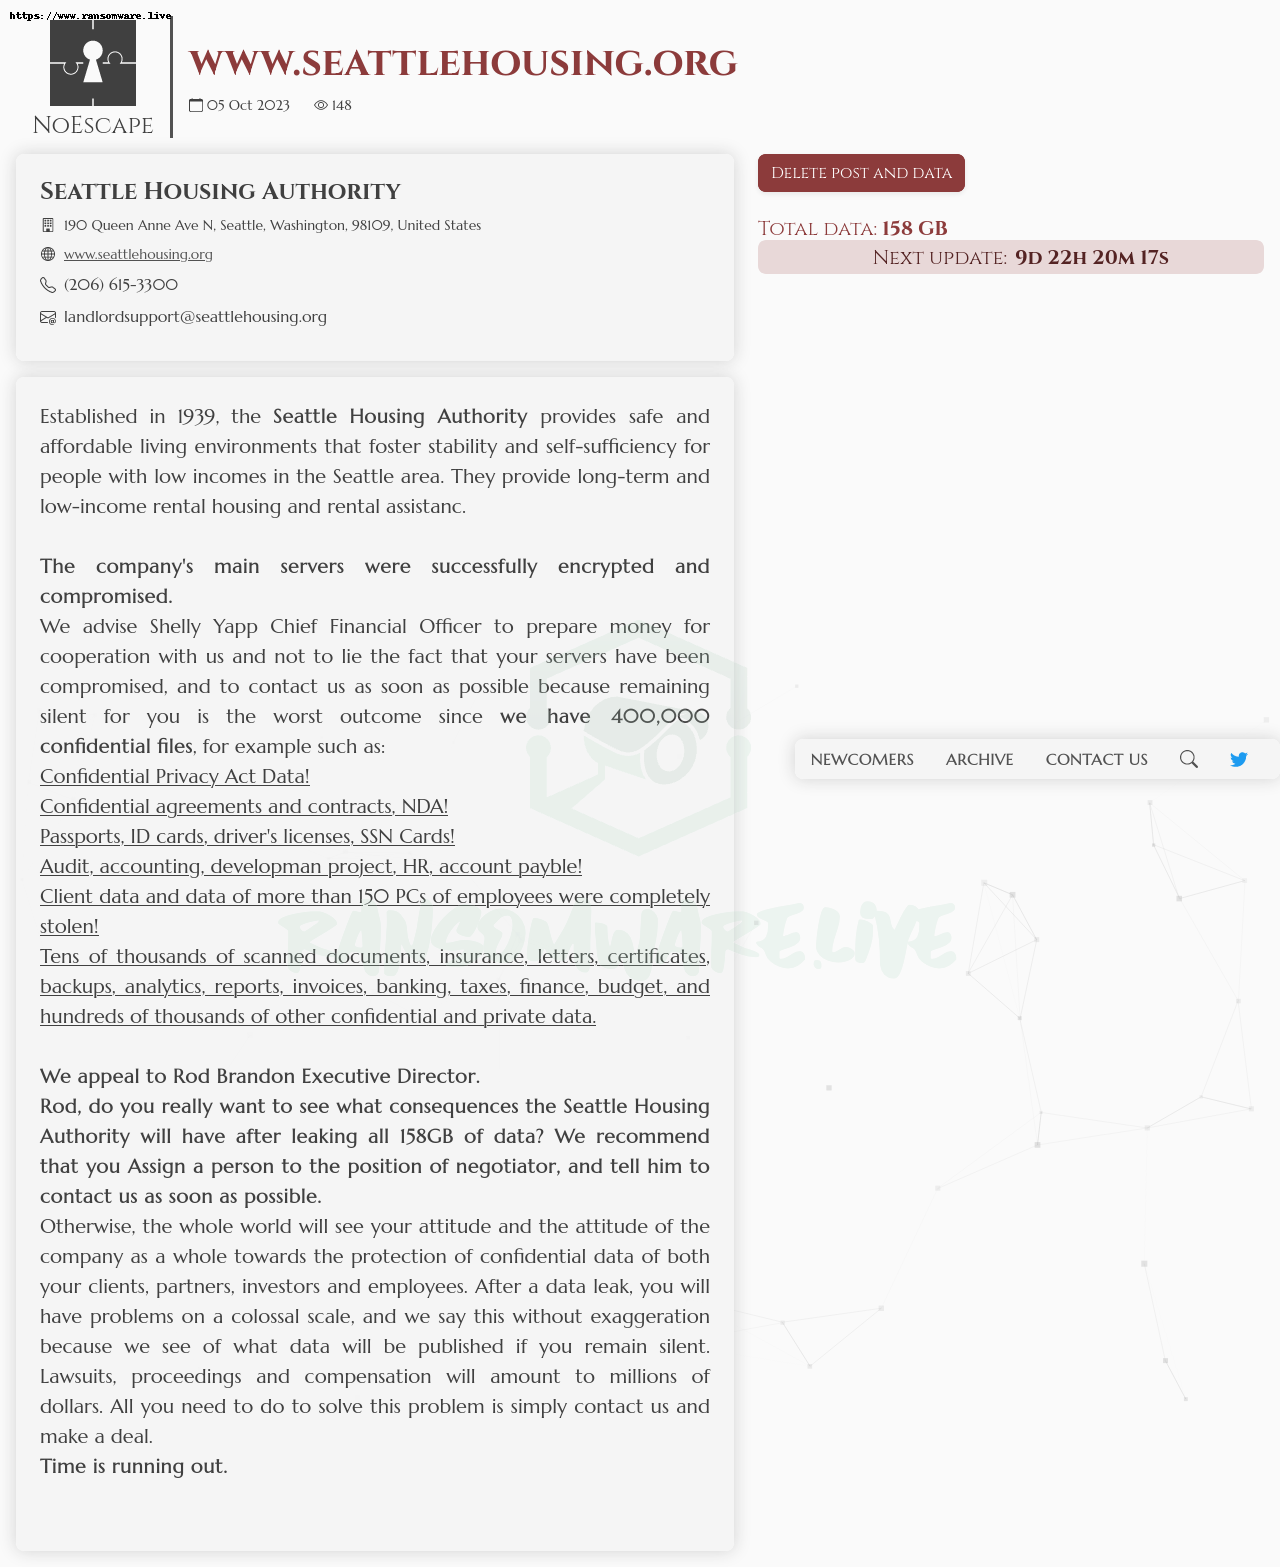 https://www.ransomware.live
NoEscape
www.seattlehousing.org
05 Oct 2023 148
Seattle Housing Authority
190 Queen Anne Ave N, Seattle, Washington, 98109, United States
www.seattlehousing.org
(206) 615-3300
landlordsupport@seattlehousing.org
Delete post and data
Total data: 158 GB
Next update: 9d 22h 20m 17s
Established in 1939, the Seattle Housing Authority provides safe and
affordable living environments that foster stability and self-sufficiency for
people with low incomes in the Seattle area. They provide long-term and
low-income rental housing and rental assistanc.
The company's main servers were successfully encrypted and
compromised.
We advise Shelly Yapp Chief Financial Officer to prepare money for
cooperation with us and not to lie the fact that your servers have been
compromised, and to contact us as soon as possible because remaining
silent for you is the worst outcome since we have 400,000
confidential files, for example such as:
Confidential Privacy Act Data!
Confidential agreements and contracts, NDA!
Passports, ID cards, driver's licenses, SSN Cards!
Audit, accounting, developman project, HR, account payble!
Client data and data of more than 150 PCs of employees were completely
stolen!
Tens of thousands of scanned documents, insurance, letters, certificates,
backups, analytics, reports, invoices, banking, taxes, finance, budget, and
hundreds of thousands of other confidential and private data.
We appeal to Rod Brandon Executive Director.
Rod, do you really want to see what consequences the Seattle Housing
Authority will have after leaking all 158GB of data? We recommend
that you Assign a person to the position of negotiator, and tell him to
contact us as soon as possible.
Otherwise, the whole world will see your attitude and the attitude of the
company as a whole towards the protection of confidential data of both
your clients, partners, investors and employees. After a data leak, you will
have problems on a colossal scale, and we say this without exaggeration
because we see of what data will be published if you remain silent.
Lawsuits, proceedings and compensation will amount to millions of
dollars. All you need to do to solve this problem is simply contact us and
make a deal.
Time is running out.
NEWCOMERS ARCHIVE CONTACT US
RANSOMWARE.LIVE